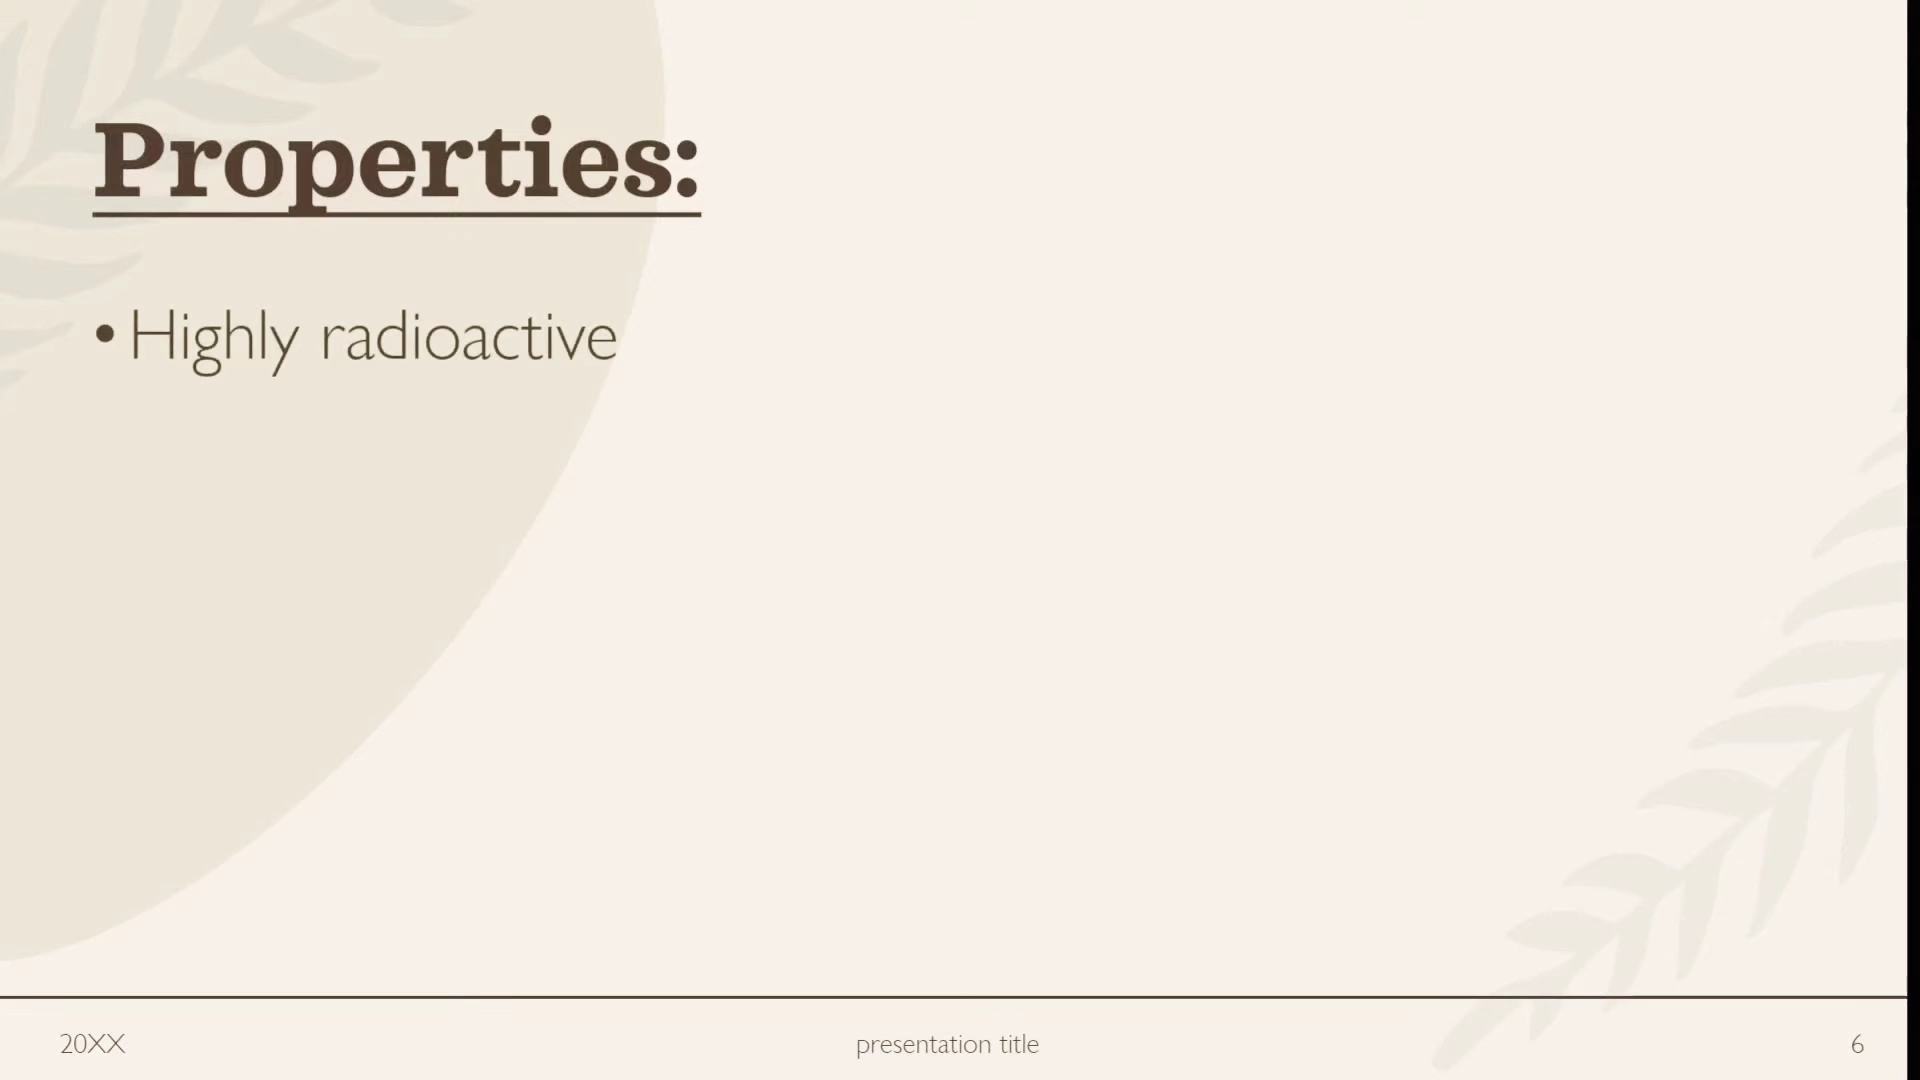 Properties:
• Highly radioactive
20XX
presentation title
6